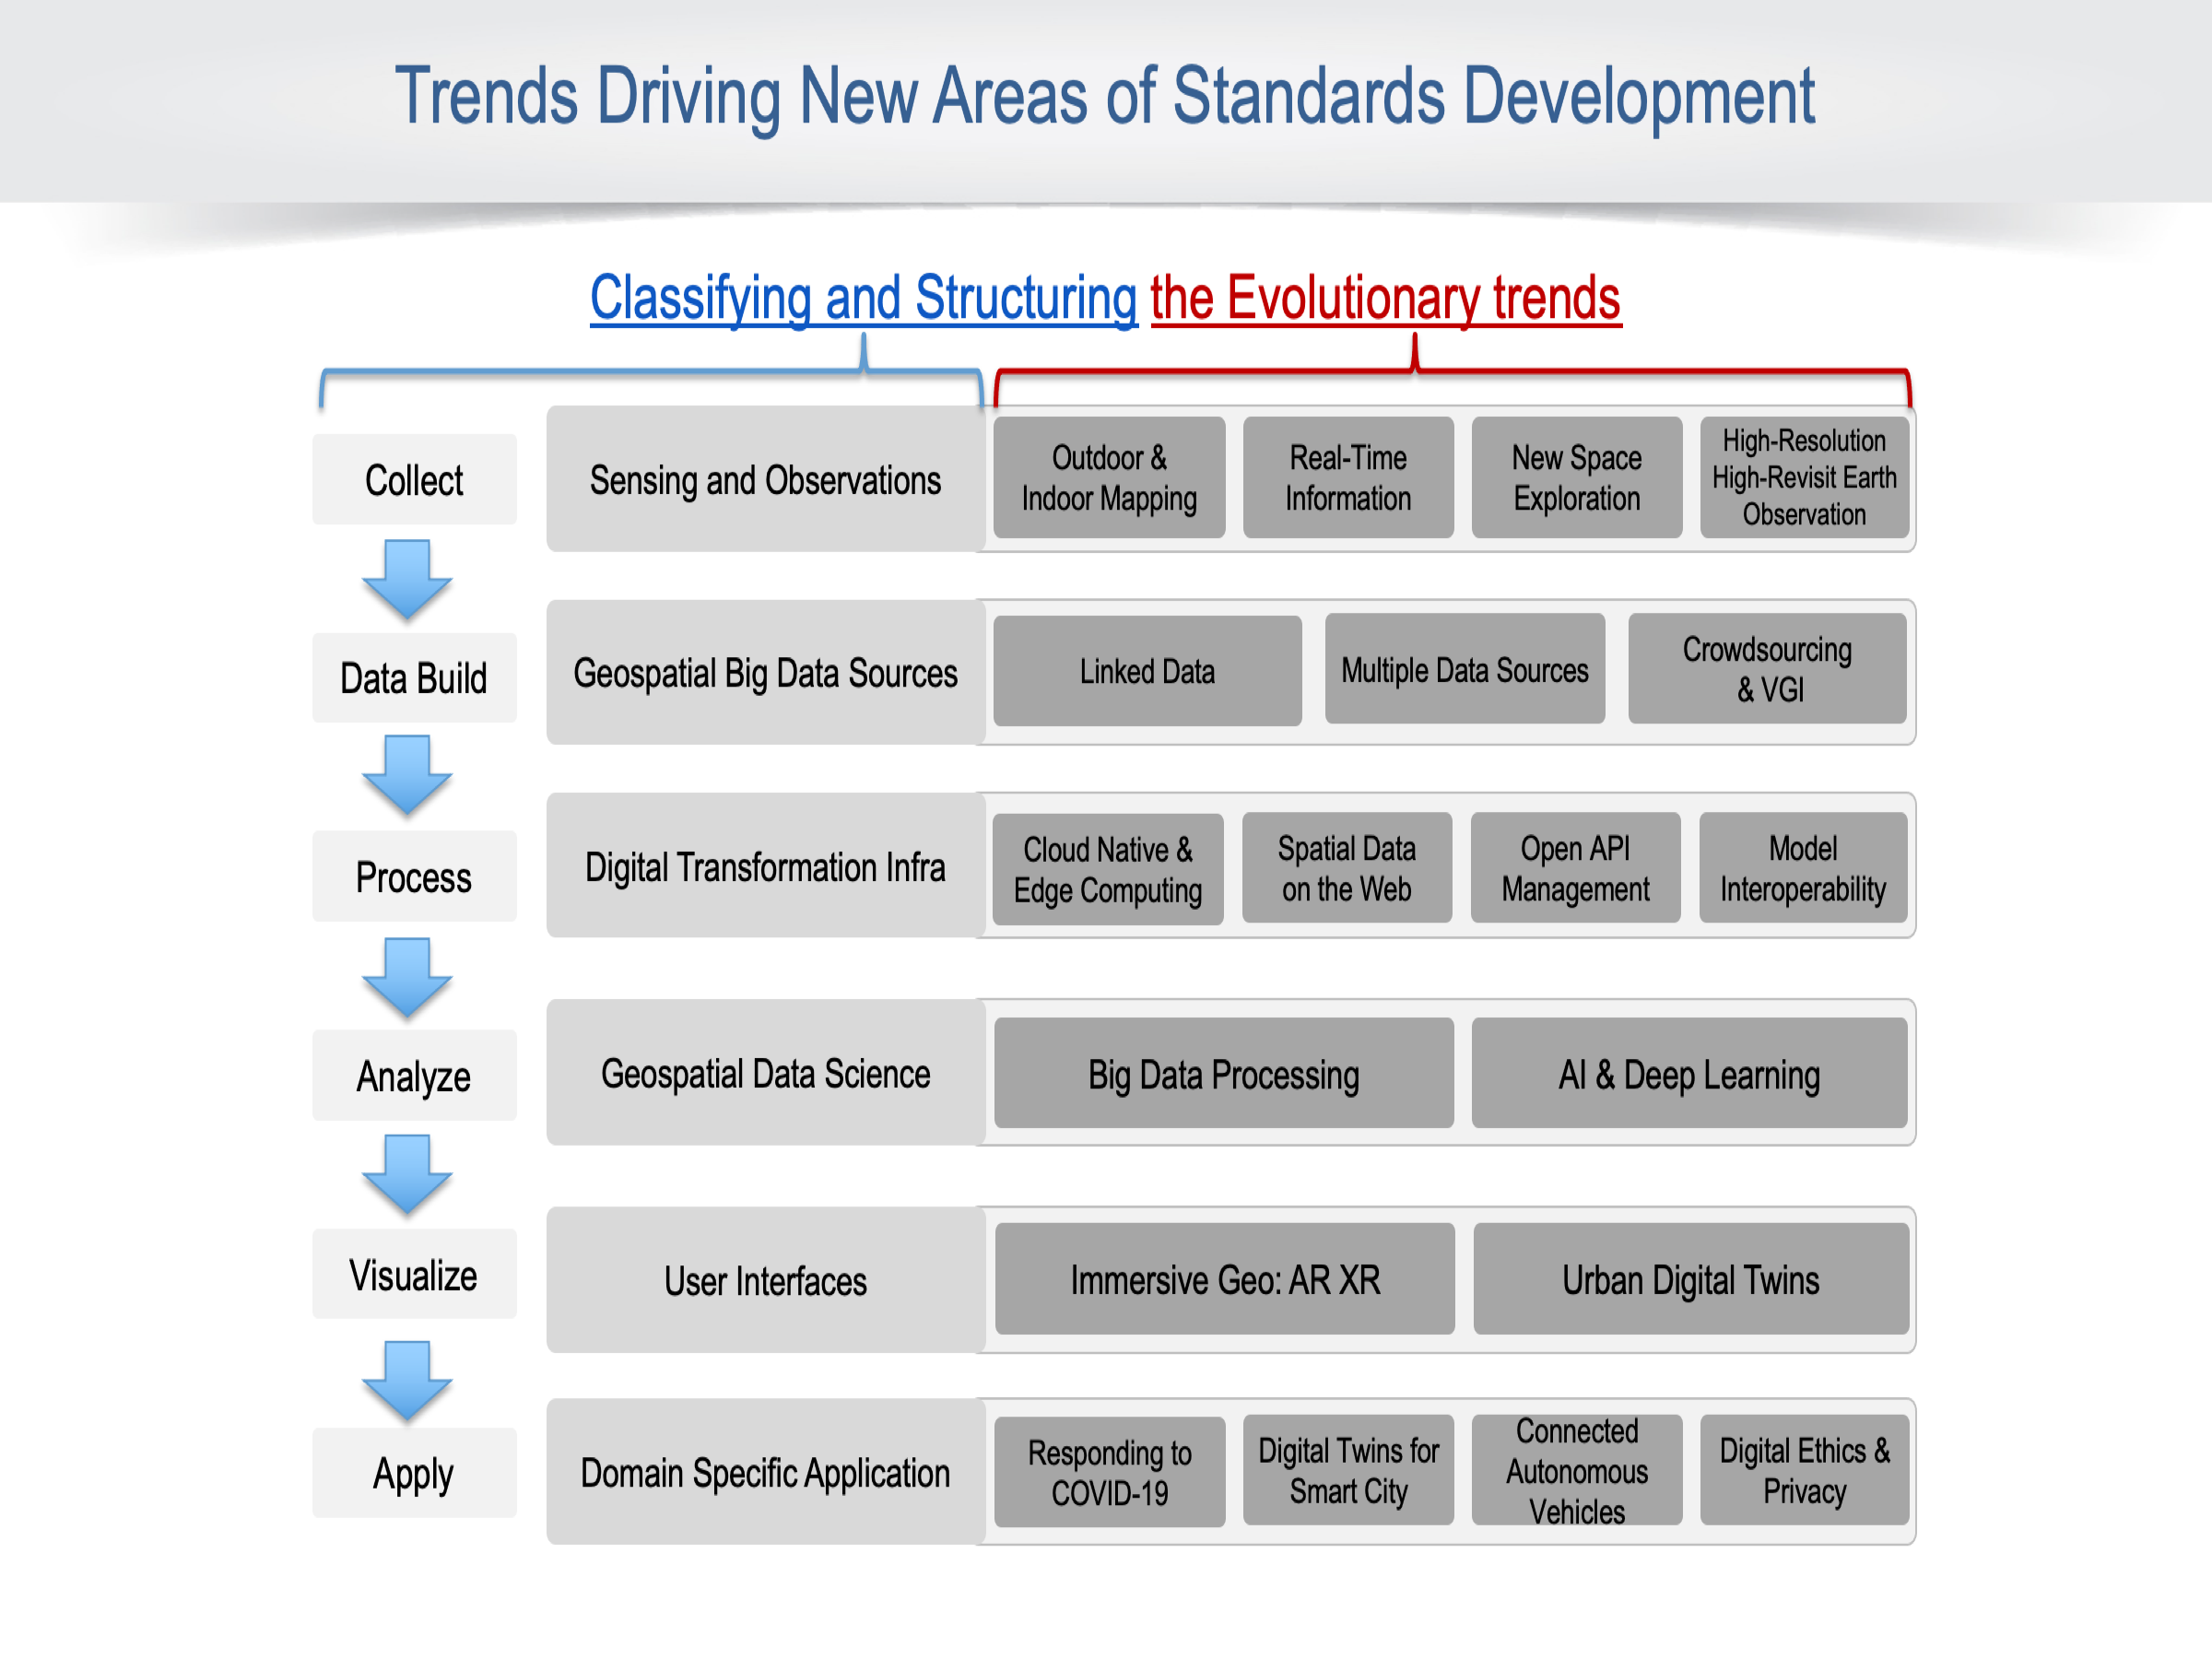 Trends Driving New Areas of Standards Development
Classifying and Structuring the Evolutionary trends
Collect
Sensing and Observations
Outdoor &
Indoor Mapping
Real-Time
Information
New Space
Exploration
High-Resolution
High-Revisit Earth
Observation
Data Build
Geospatial Big Data Sources
Linked Data
Multiple Data Sources
Crowdsourcing
& VGI
Process
Digital Transformation Infra
Cloud Native &
Edge Computing
Spatial Data
on the Web
Open API
Management
Model
Interoperability
Analyze
Geospatial Data Science
Big Data Processing
AI & Deep Learning
Visualize
User Interfaces
Immersive Geo: AR XR
Urban Digital Twins
Apply
Domain Specific Application
Responding to
COVID-19
Digital Twins for
Smart City
Connected
Autonomous
Vehicles
Digital Ethics &
Privacy